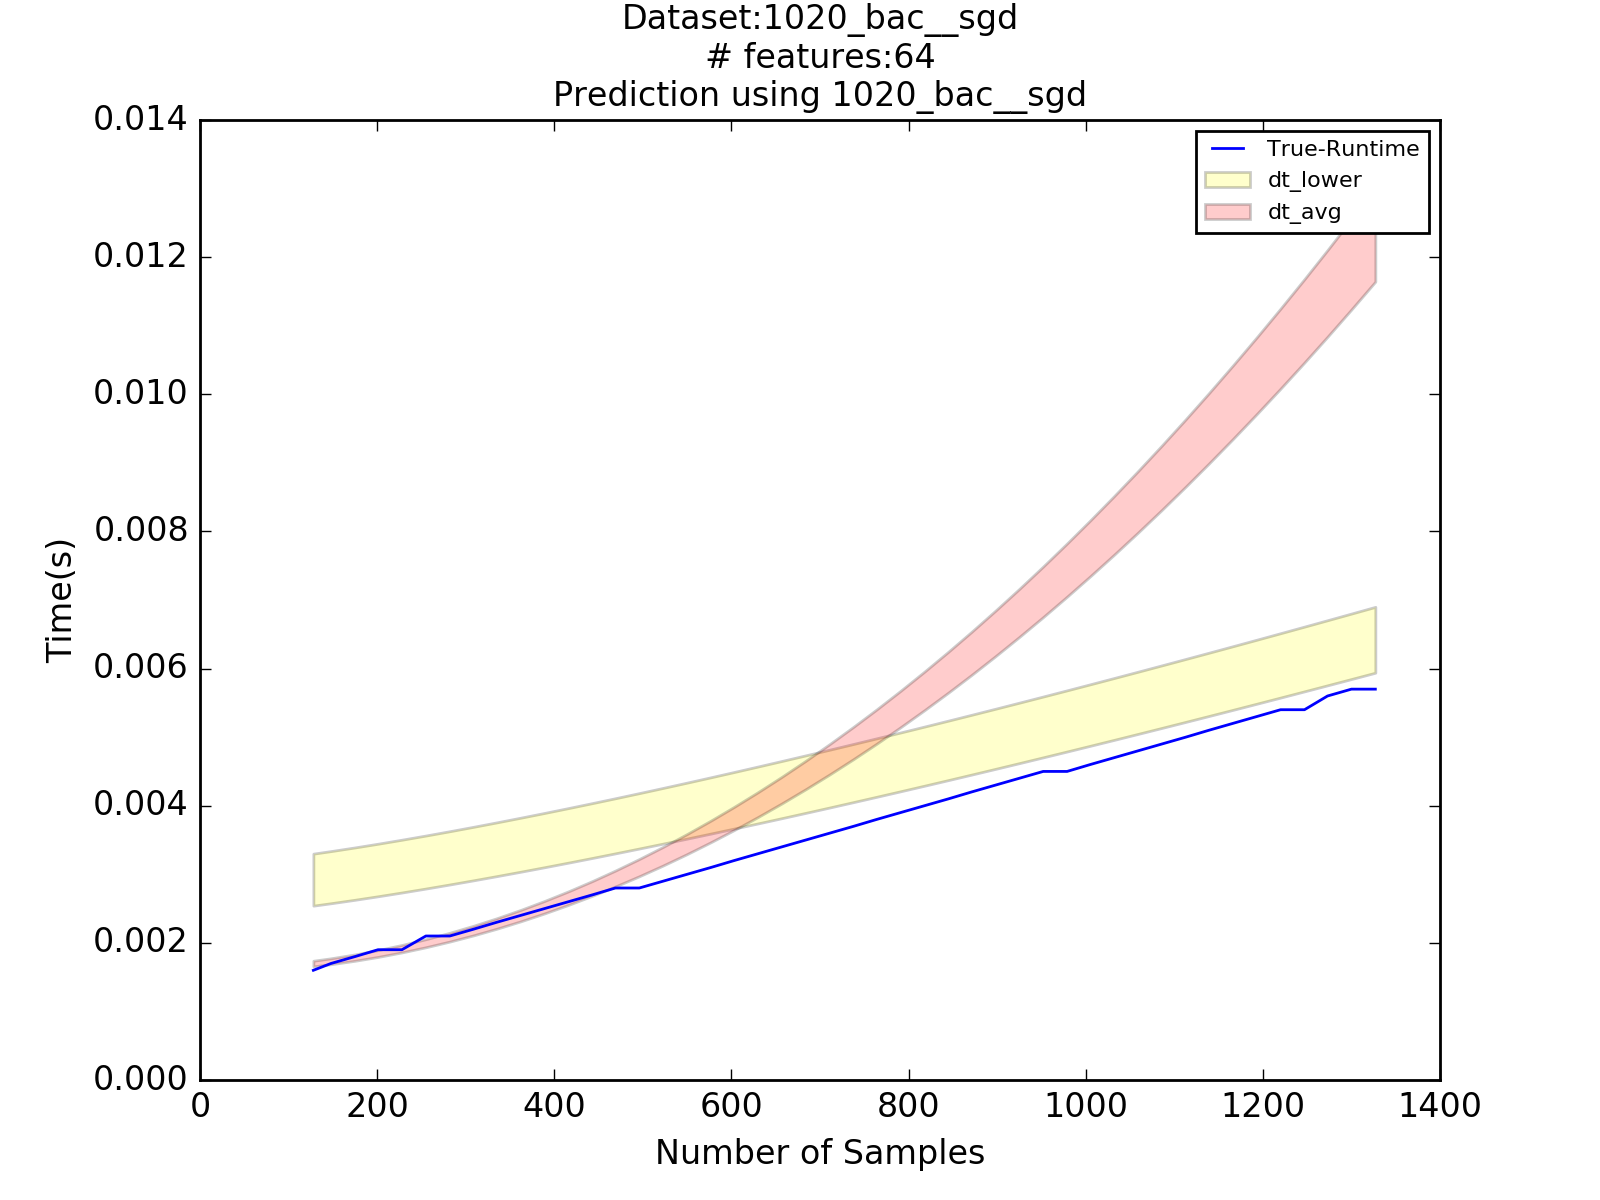 Dataset:1020_bac__sgd
# features:64
Prediction using 1020_bac__sgd
True-Runtime
dt_lower
dt_avg
0.014
0.012
0.010
0.008
0.006
0.004
0.002
0.000
Time(s)
0 200 400 600 800 1000 1200 1400
Number of Samples